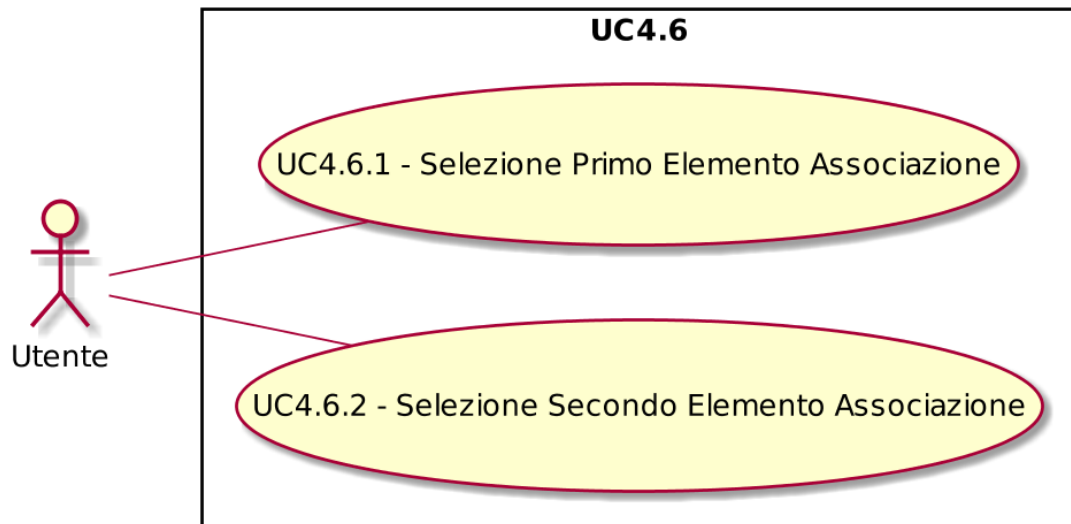 UC4.6
UC4.6.1 - Selezione Primo Elemento Associazione
Utente
UC4.6.2 - Selezione Secondo Elemento Associazione